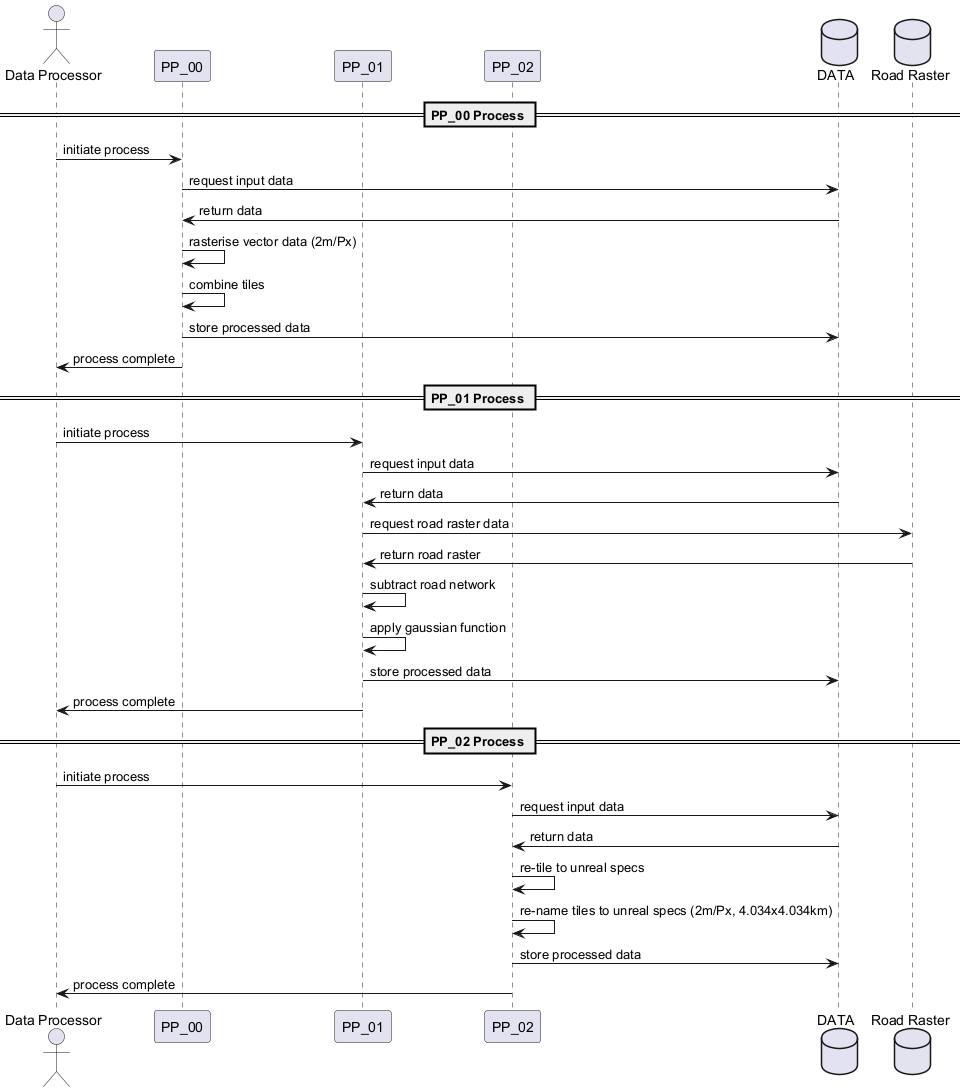 Data Processor
PP_00
PP_01
PP_02
DATA
Road Raster
PP_00 Process
initiate process
request input data
return data
rasterise vector data (2m/Px)
combine tiles
store processed data
process complete
PP_01 Process
initiate process
request input data
return data
request road raster data
return road raster
subtract road network
apply gaussian function
store processed data
process complete
PP_02 Process
initiate process
request input data
return data
re-tile to unreal specs
re-name tiles to unreal specs (2m/Px, 4.034x4.034km)
store processed data
process complete
Data Processor
PP_00
PP_01
PP_02
DATA
Road Raster